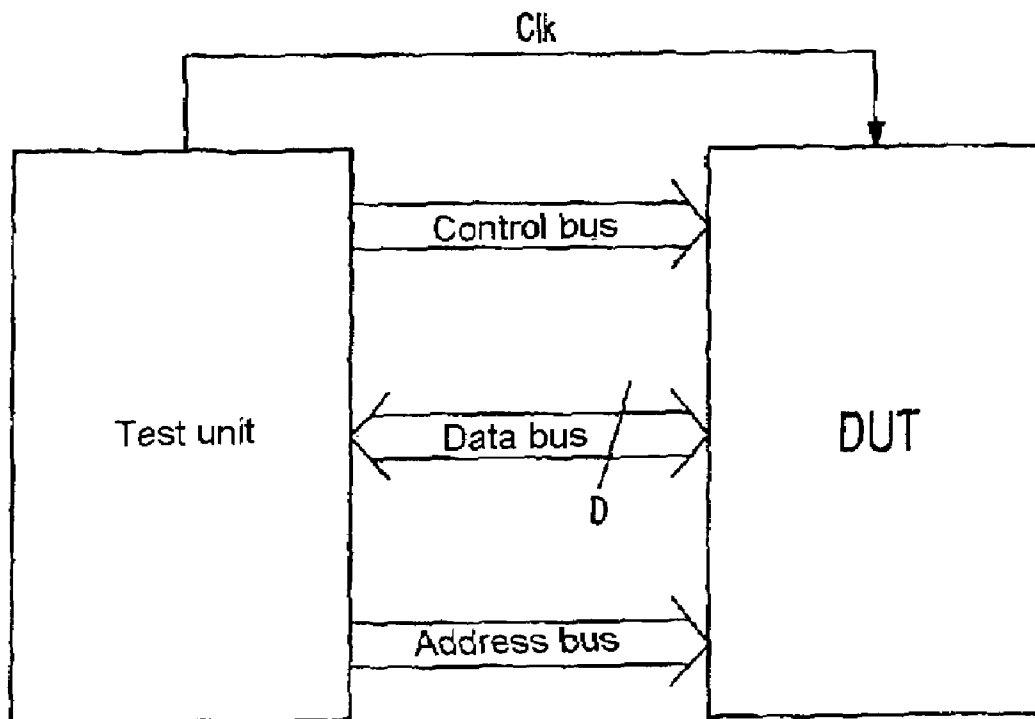 Clk
Control bus
Test unit
Data bus
DUT
D
Address bus